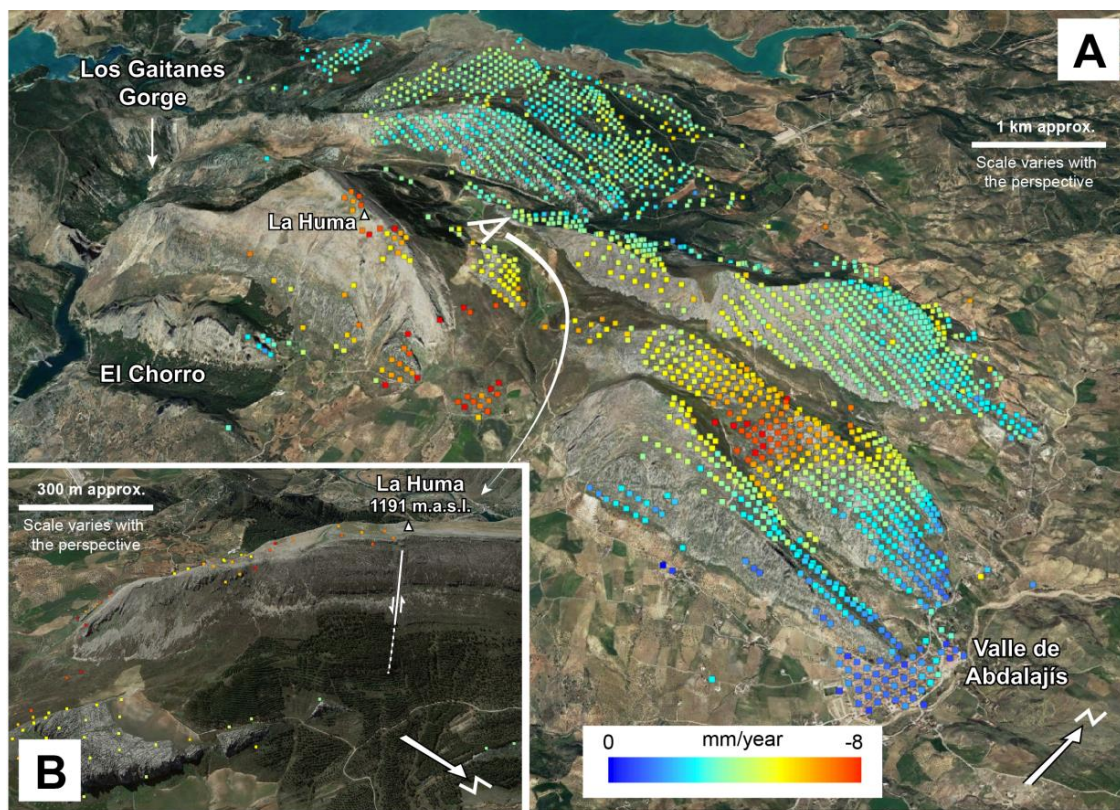 A
Los Gaitanes
Gorge
1 km approx.
Scale varies with
the perspective
La Huma
El Chorro
300 m approx.
Scale varies with
the perspective
La Huma
1191 m.a.s.l.
Valle de
Abdalajís
B
N
0 mm/year -8
N